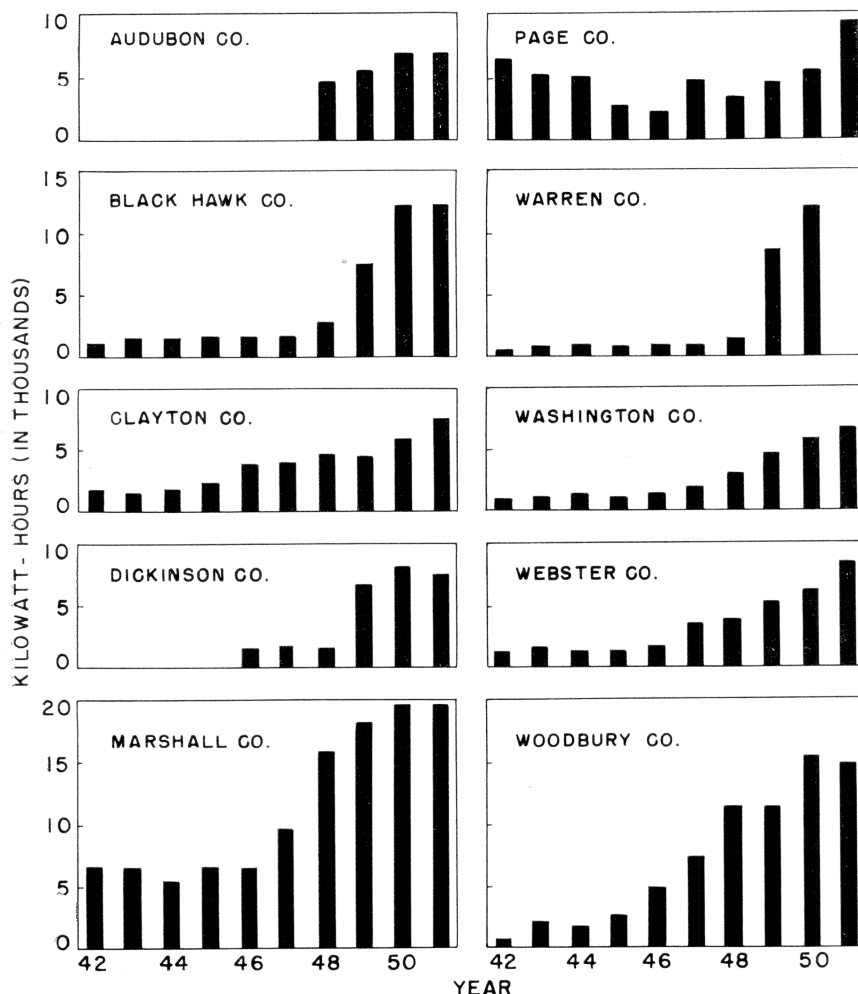 10
5
0
AUDUBON CO.
PAGE CO.
15
10
5
0
BLACK HAWK CO.
WARREN CO.
10
5
0
CLAYTON CO.
WASHINGTON CO.
10
5
0
DICKINSON CO.
WEBSTER CO.
20
15
10
5
0
MARSHALL CO.
WOODBURY CO.
KILOWATT-HOURS (IN THOUSANDS)
42 44 46 48 50
42 44 46 48 50
YEAR